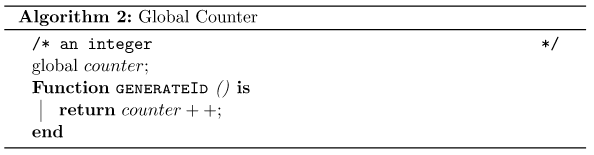 Algorithm 2: Global Counter
/* an integer */
global counter;
Function GENERATEID () is
return counter + +;
end